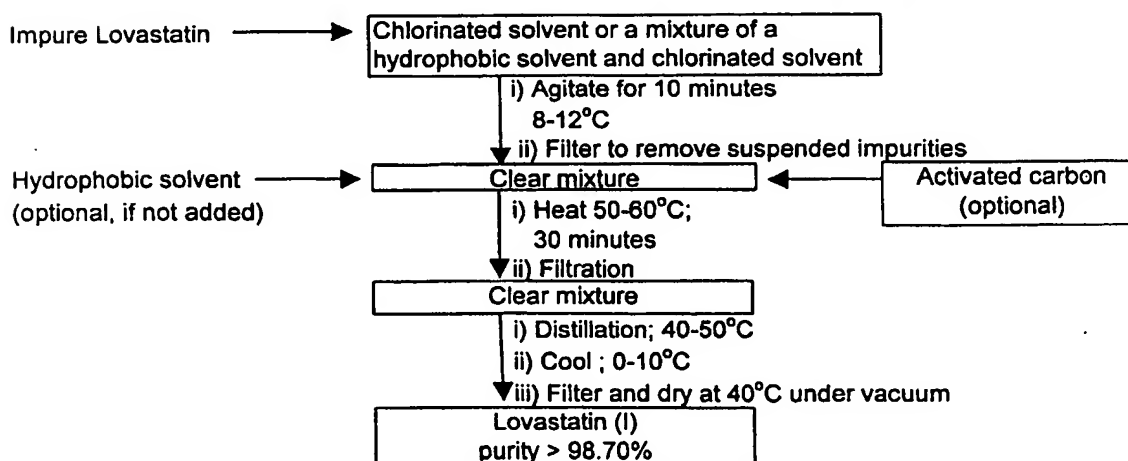 Impure Lovastatin
Chlorinated solvent or a mixture of a
hydrophobic solvent and chlorinated solvent
i) Agitate for 10 minutes
8-12°C
ii) Filter to remove suspended impurities
Hydrophobic solvent
(optional, if not added)
Clear mixture
Activated carbon
(optional)
i) Heat 50-60°C;
30 minutes
ii) Filtration
Clear mixture
i) Distillation; 40-50°C
ii) Cool ; 0-10°C
iii) Filter and dry at 40°C under vacuum
Lovastatin (I)
purity > 98.70%